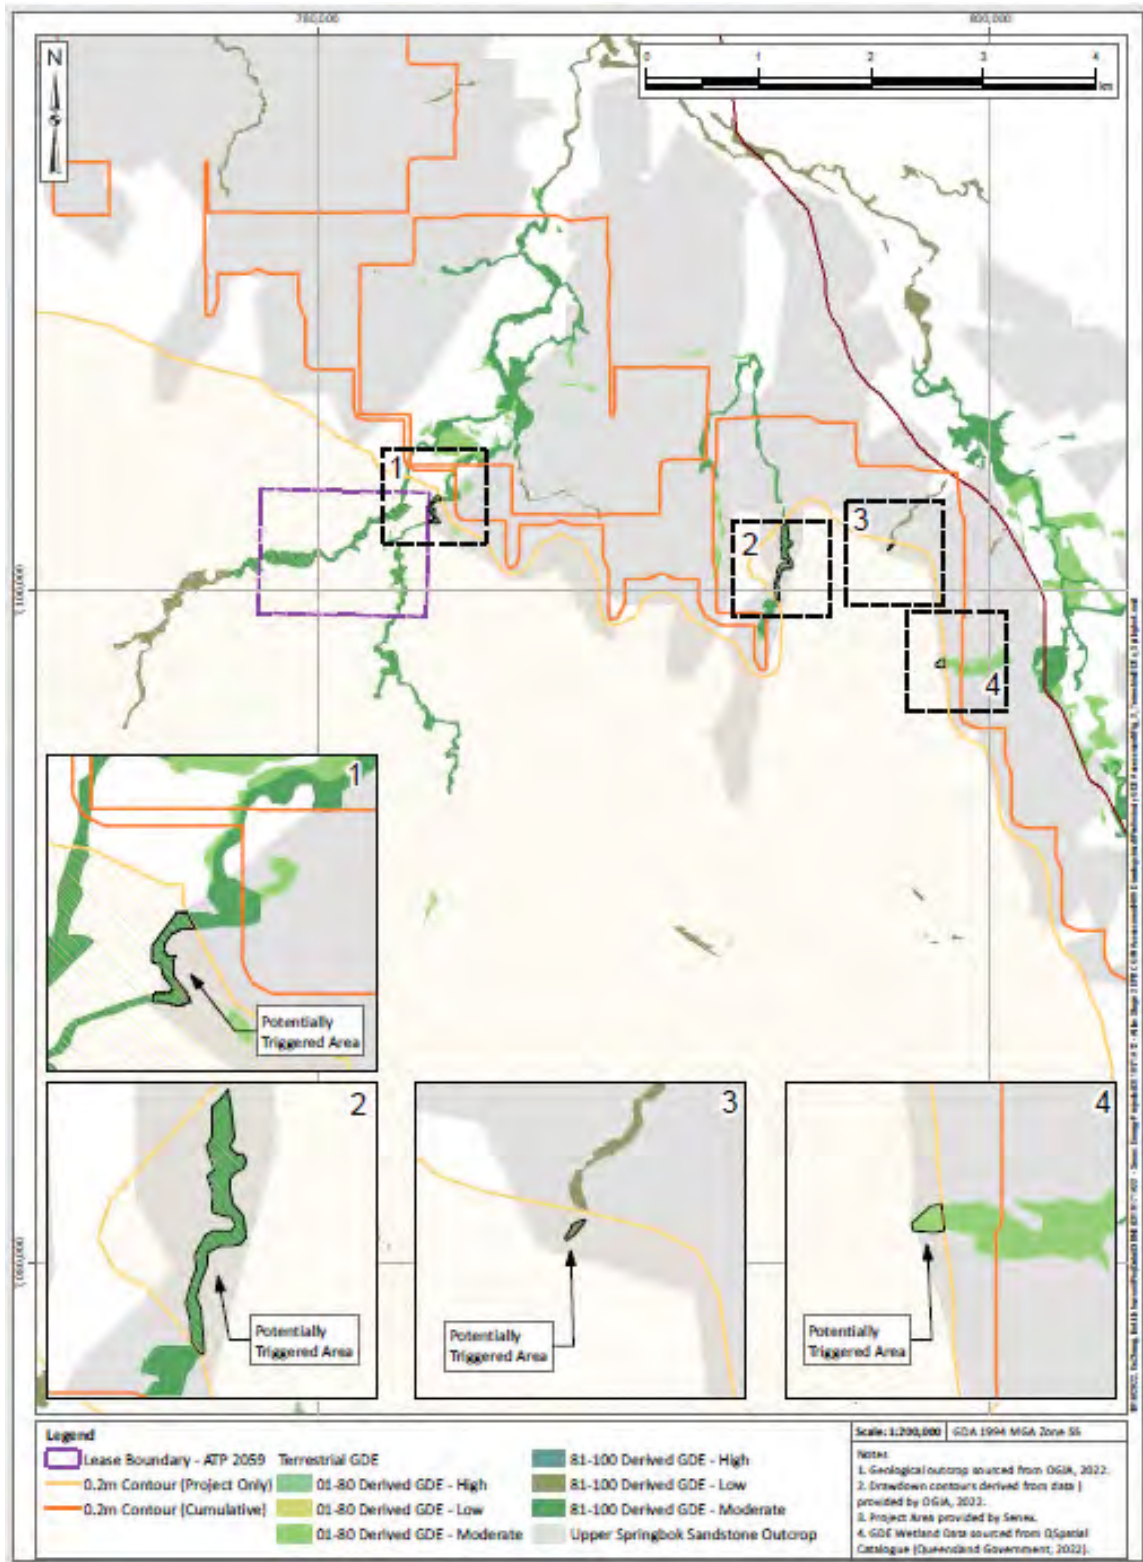 780,000
800,000
N
0 1 2 3 4
km
1
2
3
4
7,100,000
1
Potentially
Triggered Area
2
Potentially
Triggered Area
3
Potentially
Triggered Area
4
Potentially
Triggered Area
Legend
Lease Boundary - ATP 2059
0.2m Contour (Project Only)
0.2m Contour (Cumulative)
Terrestrial GDE
01-80 Derived GDE - High
01-80 Derived GDE - Low
01-80 Derived GDE - Moderate
81-100 Derived GDE - High
81-100 Derived GDE - Low
81-100 Derived GDE - Moderate
Upper Springbok Sandstone Outcrop
Scale: 1:200,000 GDA 1994 MGA Zone 55
Notes
1. Geological outcrop sourced from OGIA, 2022.
2. Drawdown contours derived from data
provided by OGIA, 2022.
3. Project Area provided by Senex.
4. GDE Wetland Data sourced from QSpatial
Catalogue (Queensland Government, 2022).